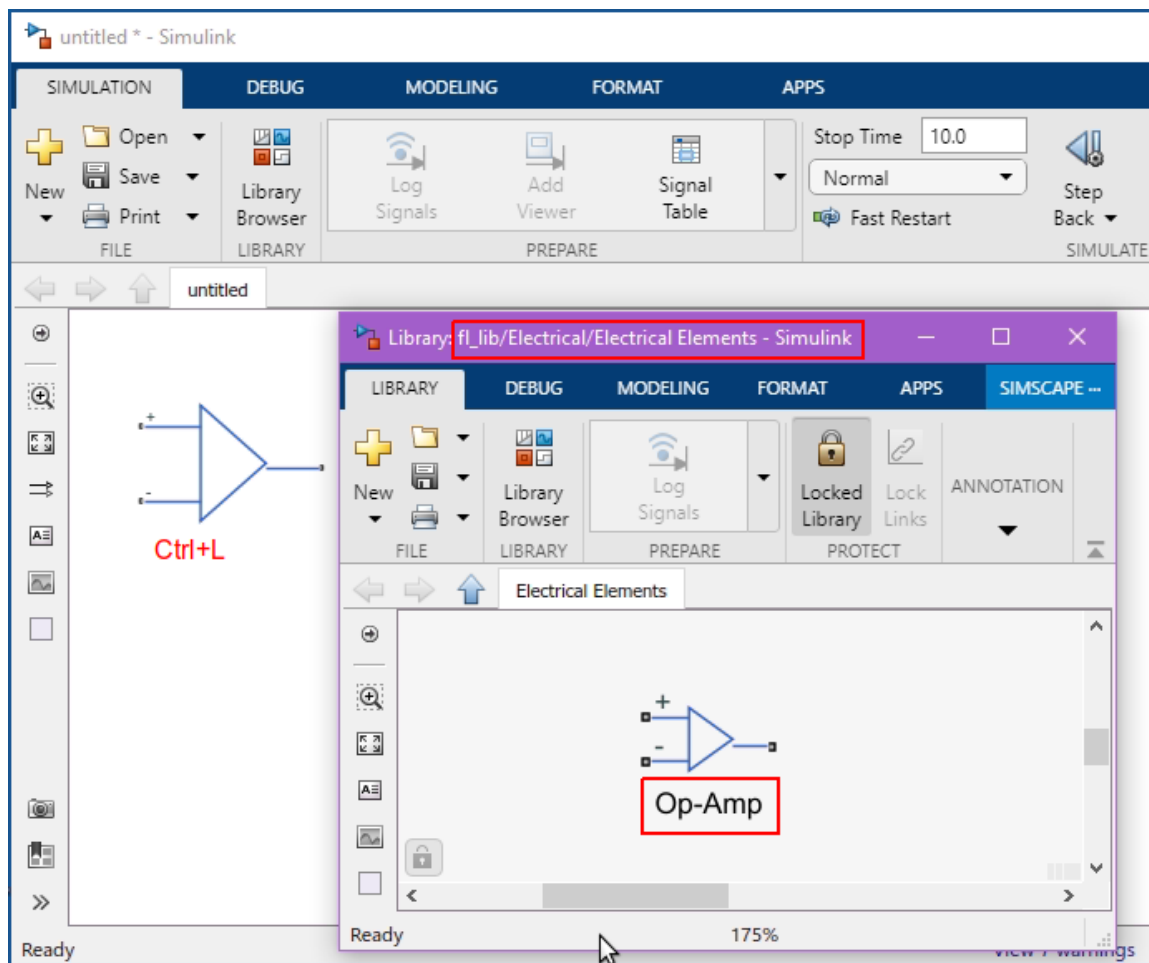 untitled * - Simulink
SIMULATION DEBUG MODELING FORMAT APPS
New
Open
Save
Print
FILE
Library
Browser
LIBRARY
Log
Signals
Add
Viewer
Signal
Table
PREPARE
Stop Time 10.0
Normal
Fast Restart
Step
Back
SIMULATE
untitled
+
-
Ctrl+L
Library: fl_lib/Electrical/Electrical Elements - Simulink
LIBRARY DEBUG MODELING FORMAT APPS SIMSCAPE ...
New
FILE
Library
Browser
LIBRARY
Log
Signals
PREPARE
Locked
Library
Lock
Links
PROTECT
ANNOTATION
Electrical Elements
+
-
Op-Amp
Ready 175%
Ready
View 7 warnings